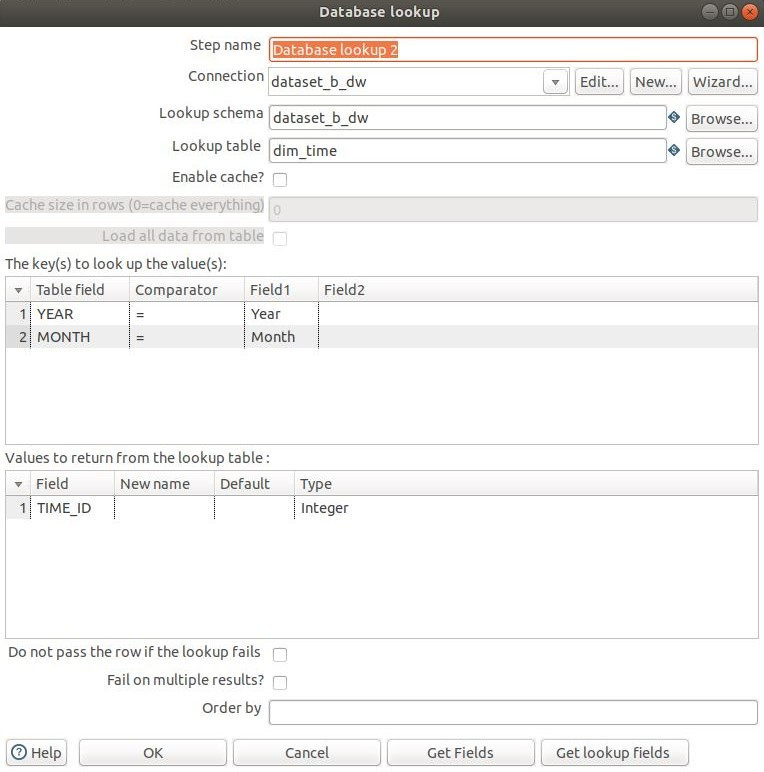 Database lookup
Step name Database lookup 2
Connection dataset_b_dw Edit... New... Wizard...
Lookup schema dataset_b_dw Browse...
Lookup table dim_time Browse...
Enable cache?
Cache size in rows (0=cache everything) 0
Load all data from table
The key(s) to look up the value(s):
Table field Comparator Field1 Field2
1 YEAR = Year
2 MONTH = Month
Values to return from the lookup table :
Field New name Default Type
1 TIME_ID Integer
Do not pass the row if the lookup fails
Fail on multiple results?
Order by
Help OK Cancel Get Fields Get lookup fields